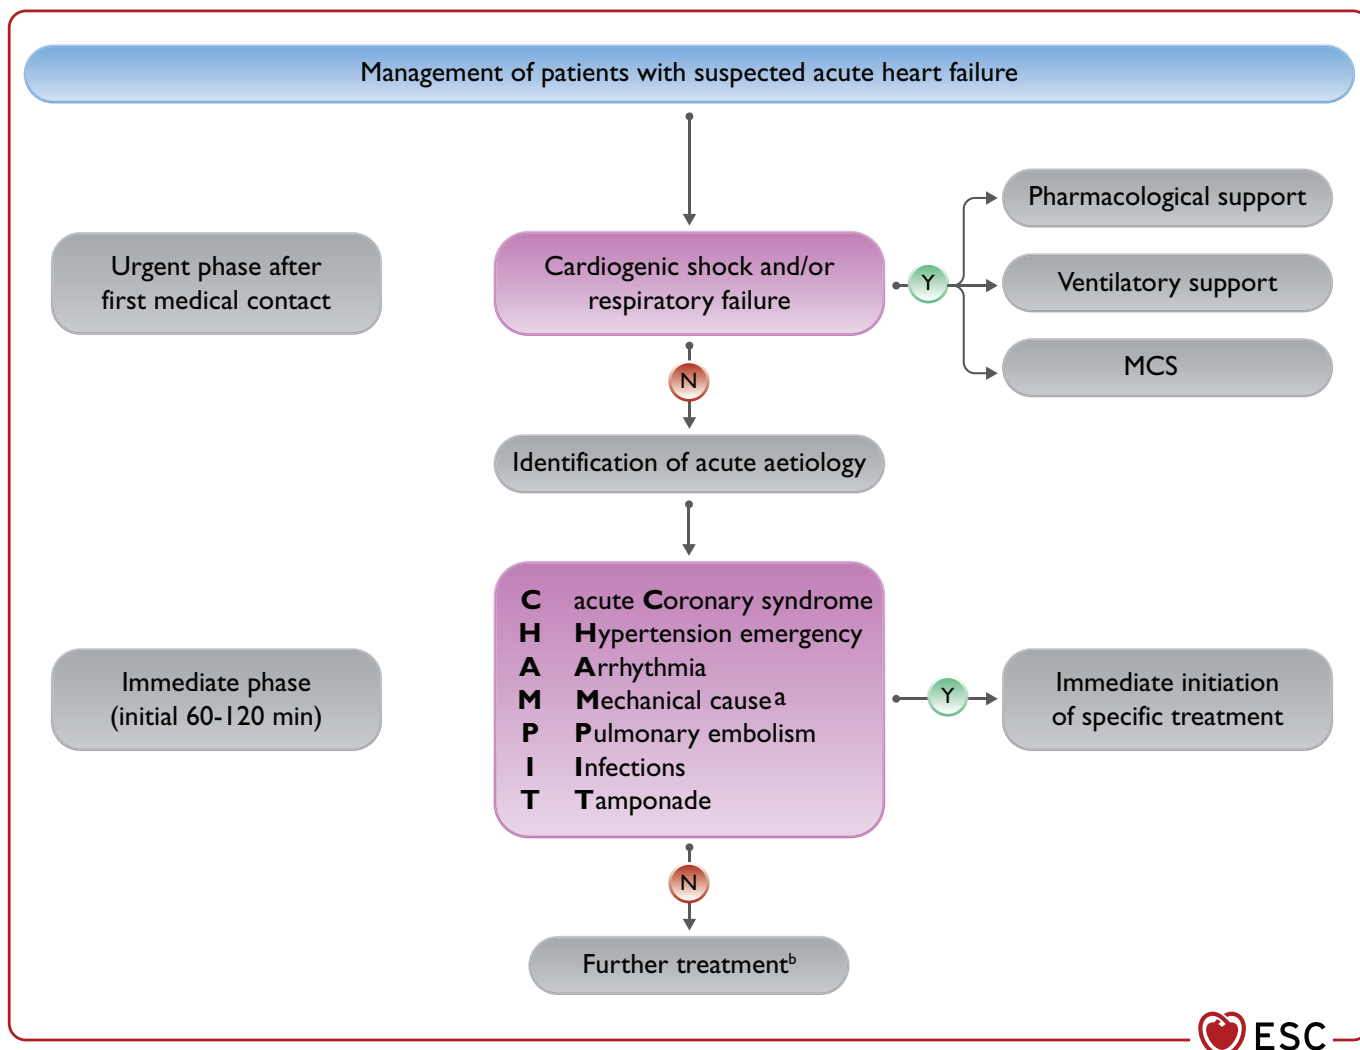 Management of patients with suspected acute heart failure
Pharmacological support
Urgent phase after
first medical contact
Cardiogenic shock and/or
respiratory failure
Y
Ventilatory support
MCS
N
Identification of acute aetiology
C acute Coronary syndrome
H Hypertension emergency
A Arrhythmia
M Mechanical causeª
P Pulmonary embolism
I Infections
T Tamponade
Immediate phase
(initial 60-120 min)
Y
Immediate initiation
of specific treatment
N
Further treatmentᵇ
ESC